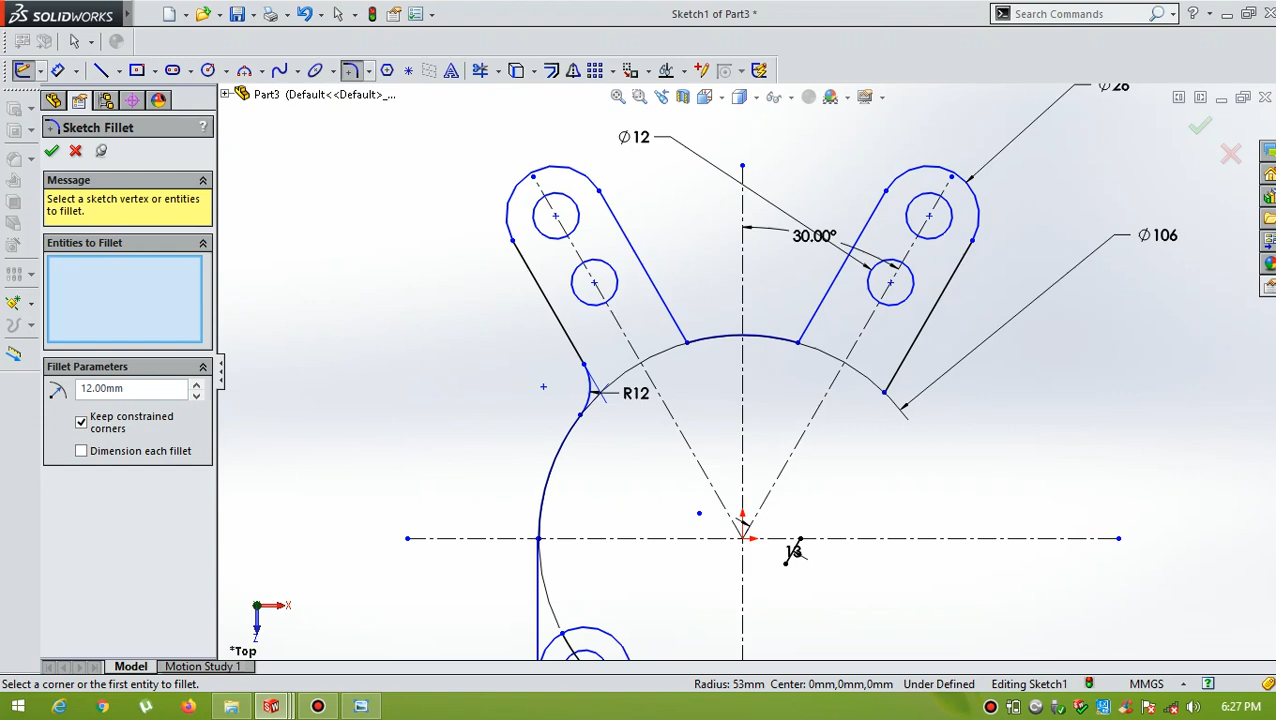 SOLIDWORKS
Sketch1 of Part3 *
Search Commands
Part3 (Default<<Default>_...
Sketch Fillet
?
Message
Select a sketch vertex or entities
to fillet.
Entities to Fillet
Fillet Parameters
12.00mm
Keep constrained
corners
Dimension each fillet
Ø26
Ø12
30.00°
Ø106
R12
13
X
Z
*Top
Model
Motion Study 1
Select a corner or the first entity to fillet.
Radius: 53mm Center: 0mm,0mm,0mm
Under Defined
Editing Sketch1
MMGS
6:27 PM